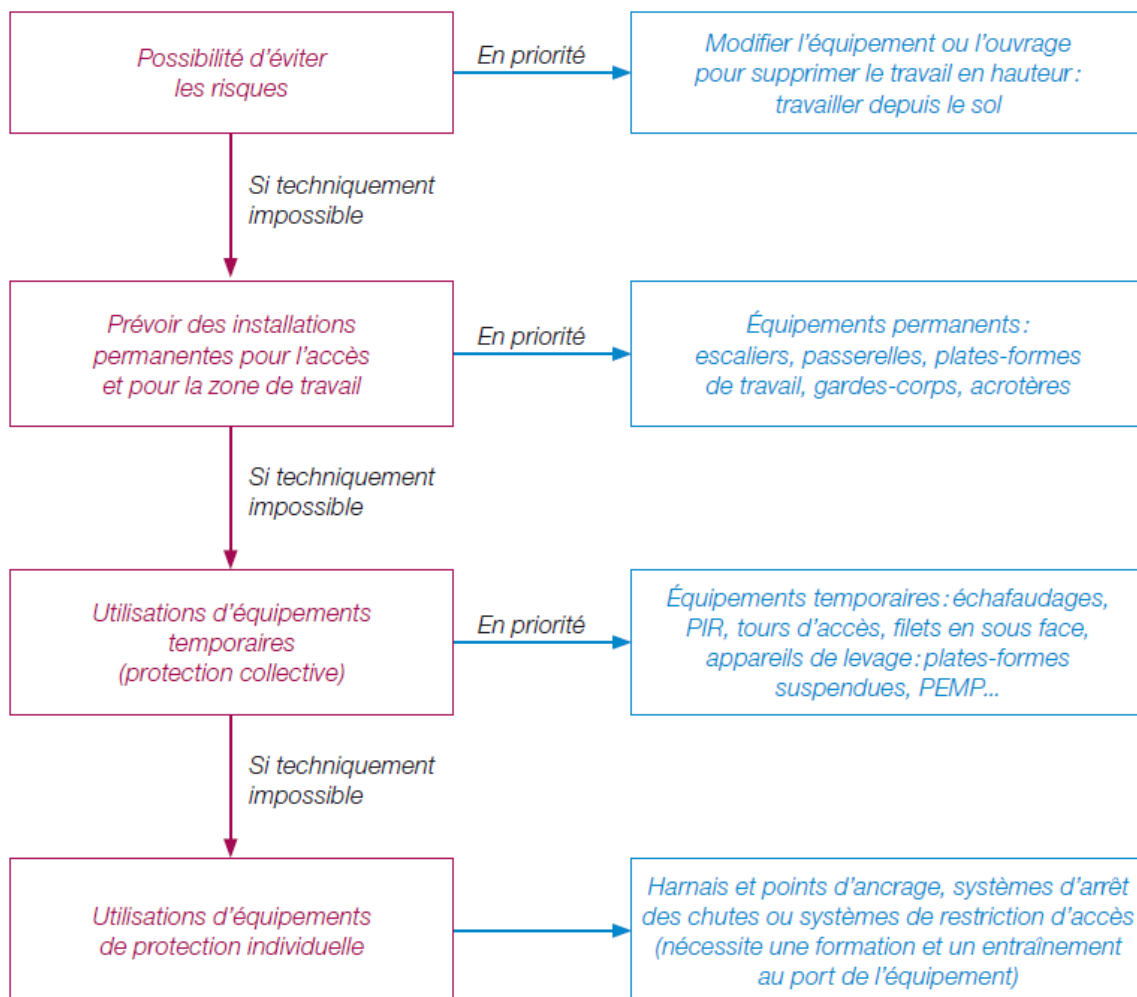 Possibilité d'éviter
les risques
En priorité
Modifier l'équipement ou l'ouvrage
pour supprimer le travail en hauteur :
travailler depuis le sol
Si techniquement
impossible
Prévoir des installations
permanentes pour l'accès
et pour la zone de travail
En priorité
Équipements permanents :
escaliers, passerelles, plates-formes
de travail, gardes-corps, acrotères
Si techniquement
impossible
Utilisations d'équipements
temporaires
(protection collective)
En priorité
Équipements temporaires : échafaudages,
PIR, tours d'accès, filets en sous face,
appareils de levage : plates-formes
suspendues, PEMP...
Si techniquement
impossible
Utilisations d'équipements
de protection individuelle
Harnais et points d'ancrage, systèmes d'arrêt
des chutes ou systèmes de restriction d'accès
(nécessite une formation et un entraînement
au port de l'équipement)